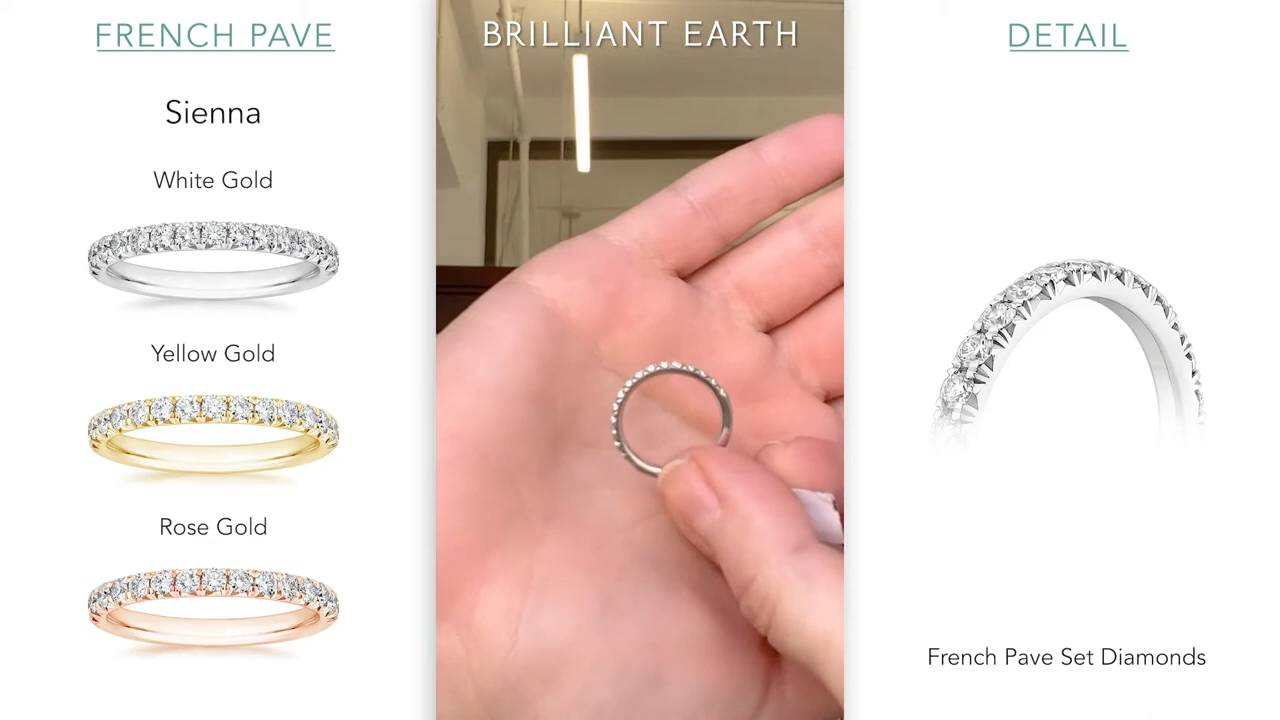 FRENCH PAVE
Sienna
White Gold
Yellow Gold
Rose Gold
BRILLIANT EARTH
DETAIL
French Pave Set Diamonds